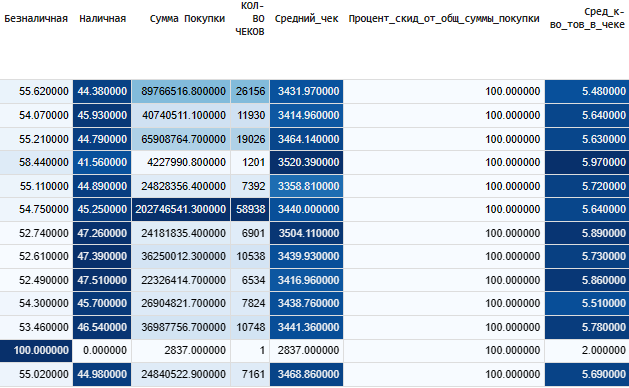 Безналичная Наличная Сумма Покупки КОЛ-ВО ЧЕКОВ Средний_чек Процент_скид_от_общ_суммы_покупки Сред_к-во_тов_в_чеке
55.620000 44.380000 89766516.800000 26156 3431.970000 100.000000 5.480000
54.070000 45.930000 40740511.100000 11930 3414.960000 100.000000 5.640000
55.210000 44.790000 65908764.700000 19026 3464.140000 100.000000 5.630000
58.440000 41.560000 4227990.800000 1201 3520.390000 100.000000 5.970000
55.110000 44.890000 24828356.400000 7392 3358.810000 100.000000 5.720000
54.750000 45.250000 202746541.300000 58938 3440.000000 100.000000 5.640000
52.740000 47.260000 24181835.400000 6901 3504.110000 100.000000 5.890000
52.610000 47.390000 36250012.300000 10538 3439.930000 100.000000 5.730000
52.490000 47.510000 22326414.700000 6534 3416.960000 100.000000 5.860000
54.300000 45.700000 26904821.700000 7824 3438.760000 100.000000 5.510000
53.460000 46.540000 36987756.700000 10748 3441.360000 100.000000 5.780000
100.000000 0.000000 2837.000000 1 2837.000000 100.000000 2.000000
55.020000 44.980000 24840522.900000 7161 3468.860000 100.000000 5.690000